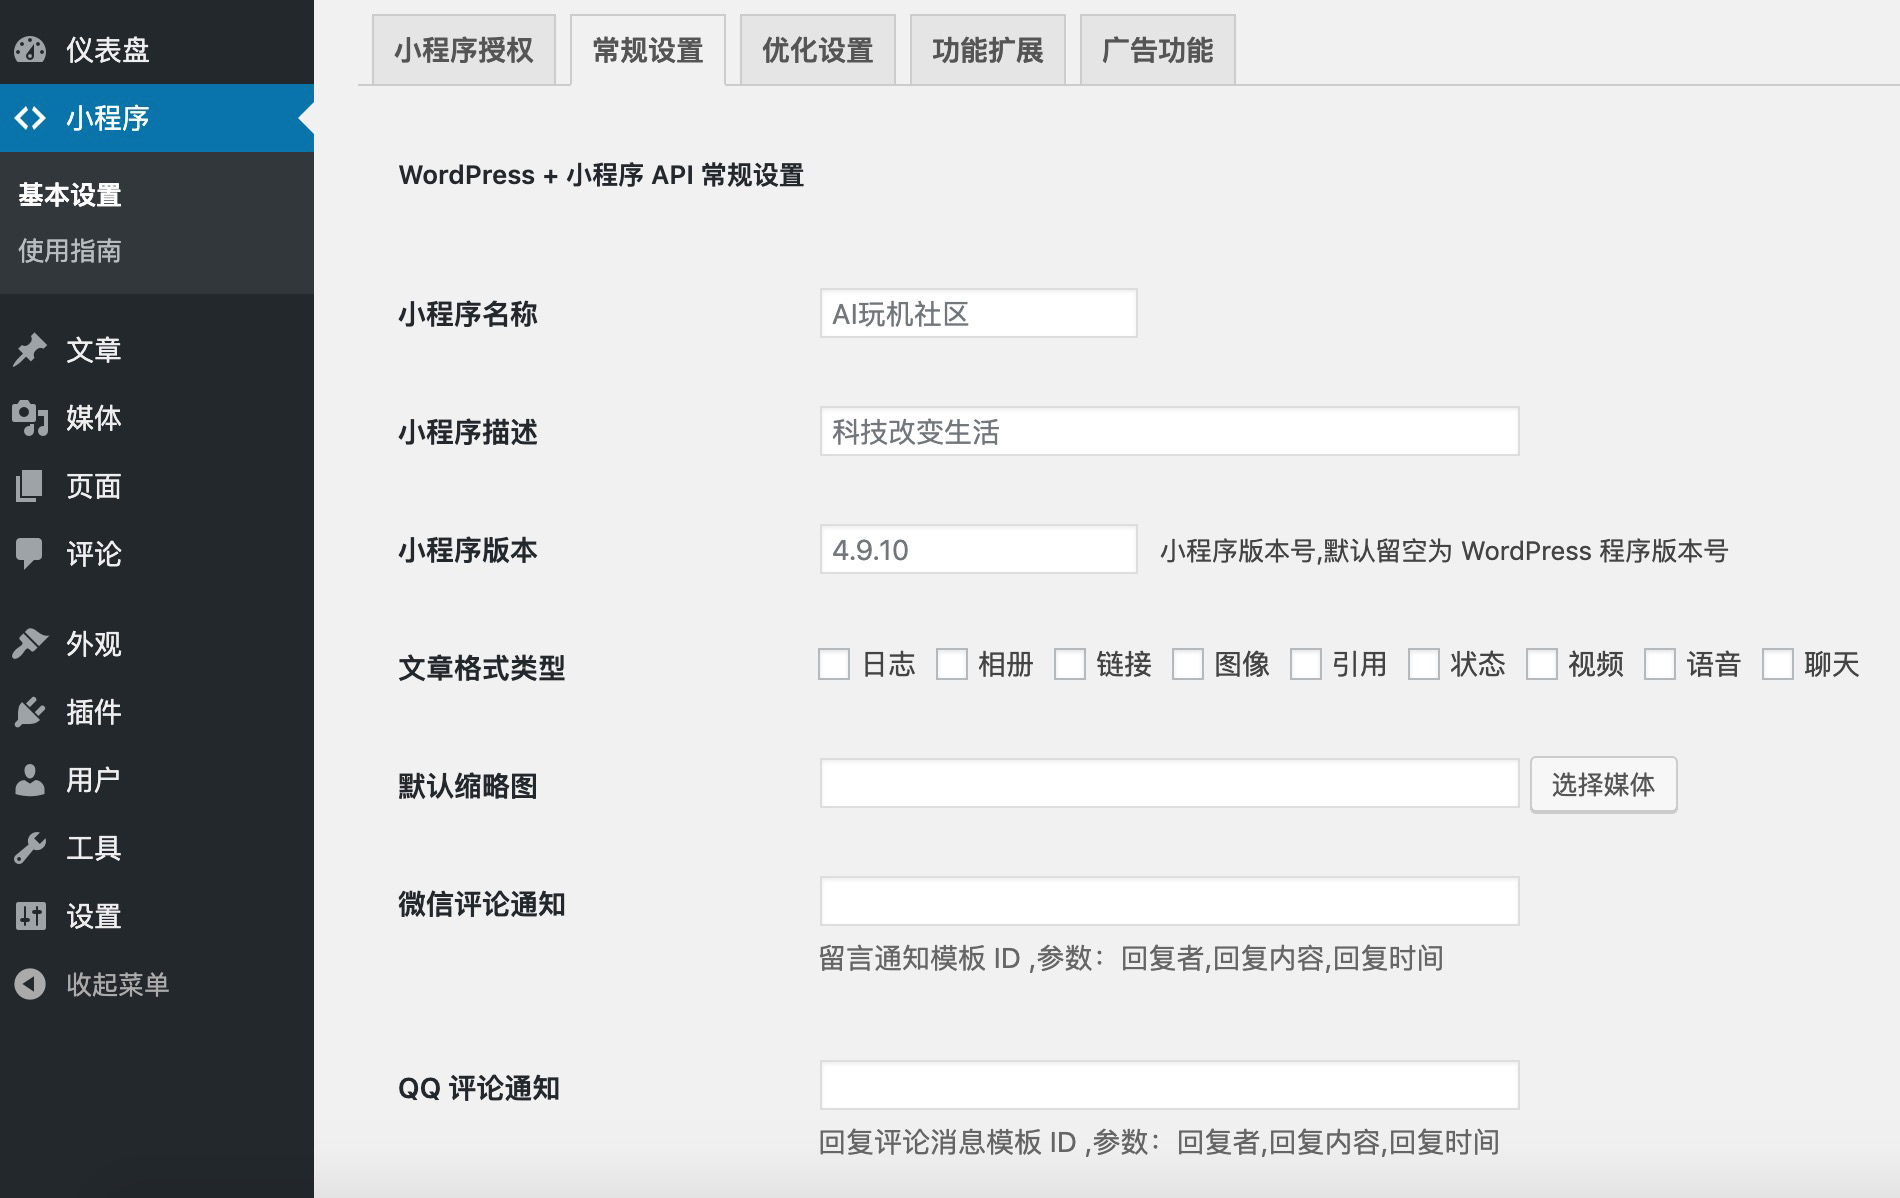 仪表盘
小程序
基本设置
使用指南
文章
媒体
页面
评论
外观
插件
用户
工具
设置
收起菜单
小程序授权 常规设置 优化设置 功能扩展 广告功能
WordPress + 小程序 API 常规设置
小程序名称 AI玩机社区
小程序描述 科技改变生活
小程序版本 4.9.10 小程序版本号,默认留空为 WordPress 程序版本号
文章格式类型 日志 相册 链接 图像 引用 状态 视频 语音 聊天
默认缩略图 选择媒体
微信评论通知
留言通知模板 ID ,参数：回复者,回复内容,回复时间
QQ 评论通知
回复评论消息模板 ID ,参数：回复者,回复内容,回复时间